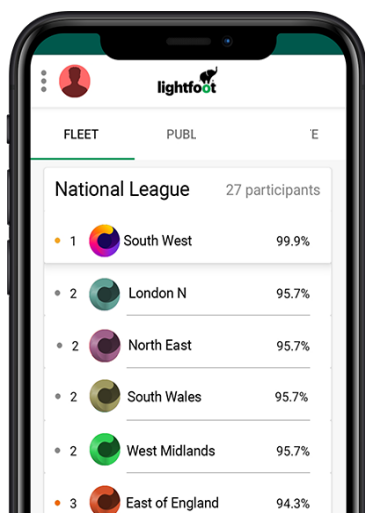 lightfoot
FLEET PUBL 'E
National League 27 participants
1 South West 99.9%
2 London N 95.7%
2 North East 95.7%
2 South Wales 95.7%
2 West Midlands 95.7%
3 East of England 94.3%